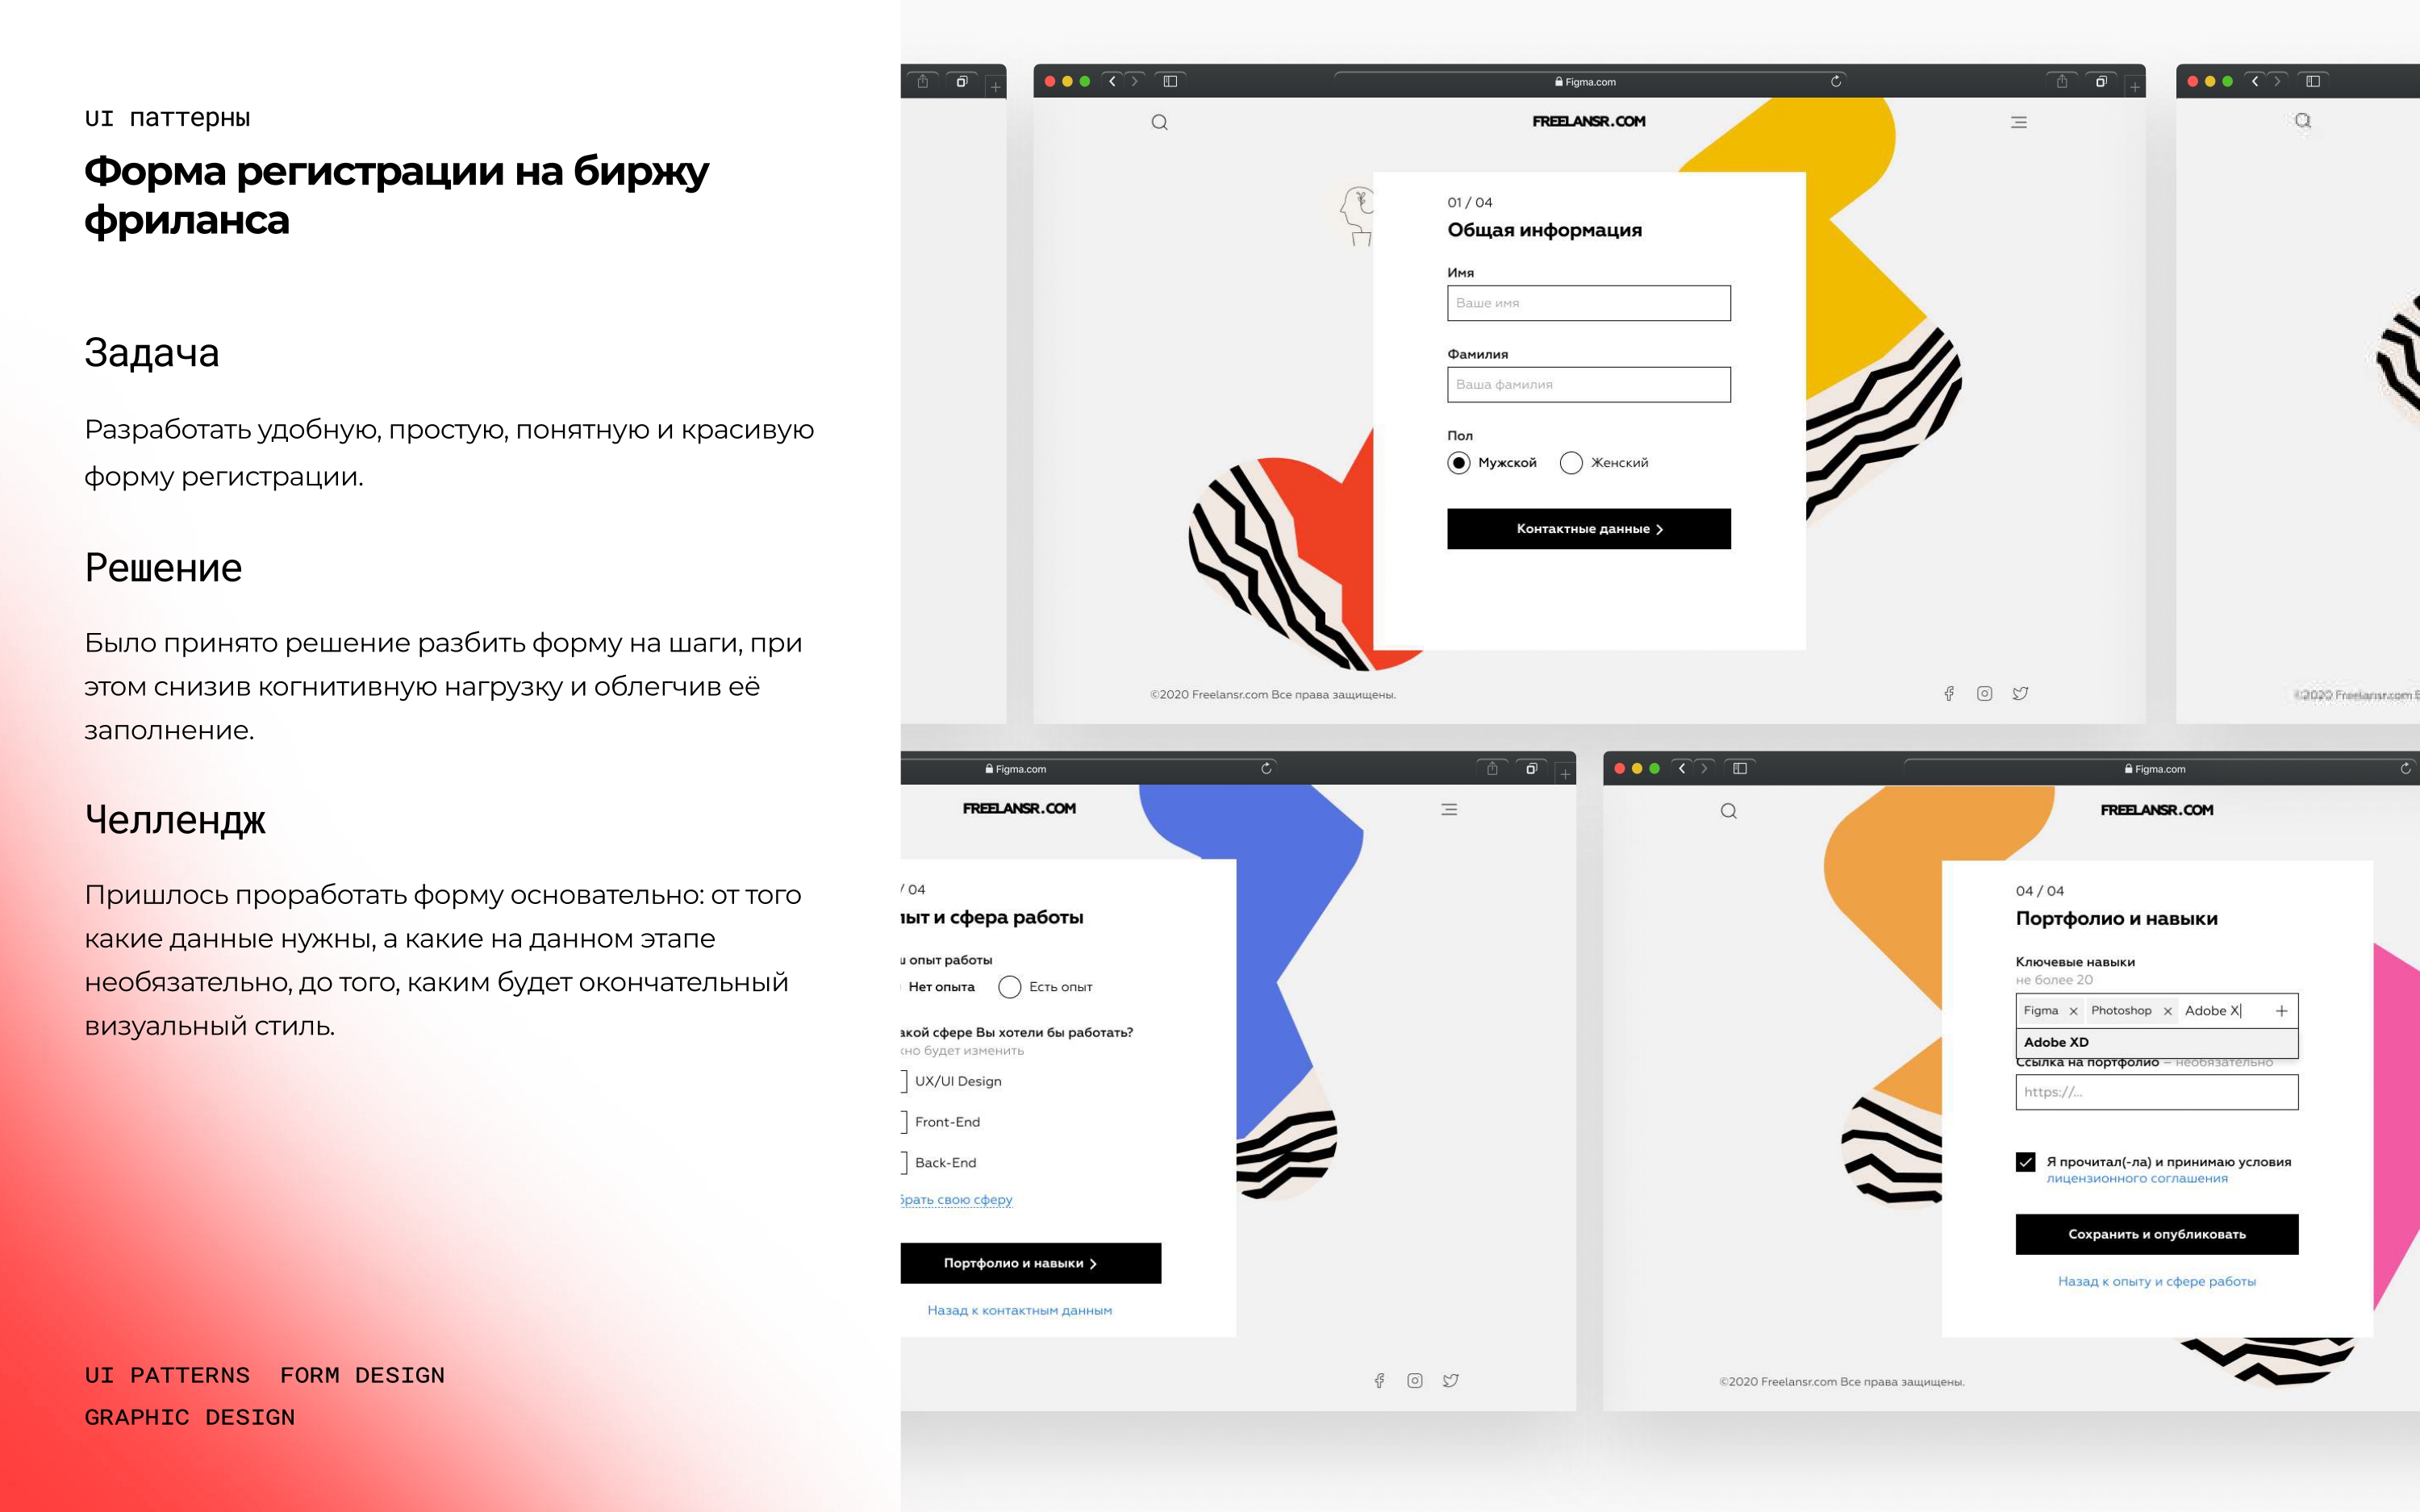 UI паттерны
Форма регистрации на биржу
фриланса
Задача
Разработать удобную, простую, понятную и красивую
форму регистрации.
Решение
Было принято решение разбить форму на шаги, при
этом снизив когнитивную нагрузку и облегчив её
заполнение.
Челлендж
Пришлось проработать форму основательно: от того
какие данные нужны, а какие на данном этапе
необязательно, до того, каким будет окончательный
визуальный стиль.
UI PATTERNS FORM DESIGN
GRAPHIC DESIGN
Figma.com
FREELANSR.COM
01 / 04
Общая информация
Имя
Ваше имя
Фамилия
Ваша фамилия
Пол
Мужской Женский
Контактные данные
©2020 Freelansr.com Все права защищены.
©2020 Freelansr.com
Figma.com
FREELANSR.COM
/ 04
и сфера работы
опыт работы
Нет опыта Есть опыт
сфере Вы хотели бы работать?
будет изменить
UX/UI Design
Front-End
Back-End
свою сферу
Портфолио и навыки
Назад к контактным данным
Figma.com
FREELANSR.COM
04 / 04
Портфолио и навыки
Ключевые навыки
не более 20
Figma Photoshop Adobe X
Adobe XD
Ссылка на портфолио – необязательно
https://...
Я прочитал(-ла) и принимаю условия
лицензионного соглашения
Сохранить и опубликовать
Назад к опыту и сфере работы
©2020 Freelansr.com Все права защищены.